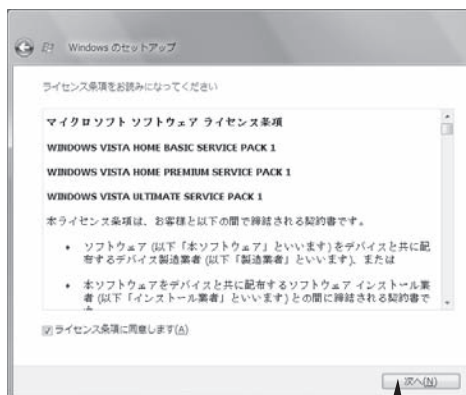 Windows のセットアップ
ライセンス条項をお読みになってください
マイクロソフト ソフトウェア ライセンス条項
WINDOWS VISTA HOME BASIC SERVICE PACK 1
WINDOWS VISTA HOME PREMIUM SERVICE PACK 1
WINDOWS VISTA ULTIMATE SERVICE PACK 1
本ライセンス条項は、お客様と以下の間で締結される契約書です。
• ソフトウェア (以下「本ソフトウェア」といいます) をデバイスと共に配
布するデバイス製造業者 (以下「製造業者」といいます)、または
• 本ソフトウェアをデバイスと共に配布するソフトウェア インストール業
者 (以下「インストール業者」といいます) との間に締結される契約書で
ライセンス条項に同意します(A)
次へ(N)